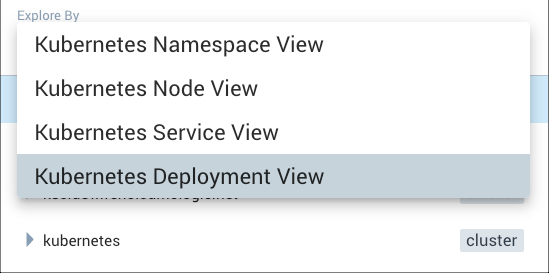 Explore By
Kubernetes Namespace View
Kubernetes Node View
Kubernetes Service View
Kubernetes Deployment View
kubernetes
cluster